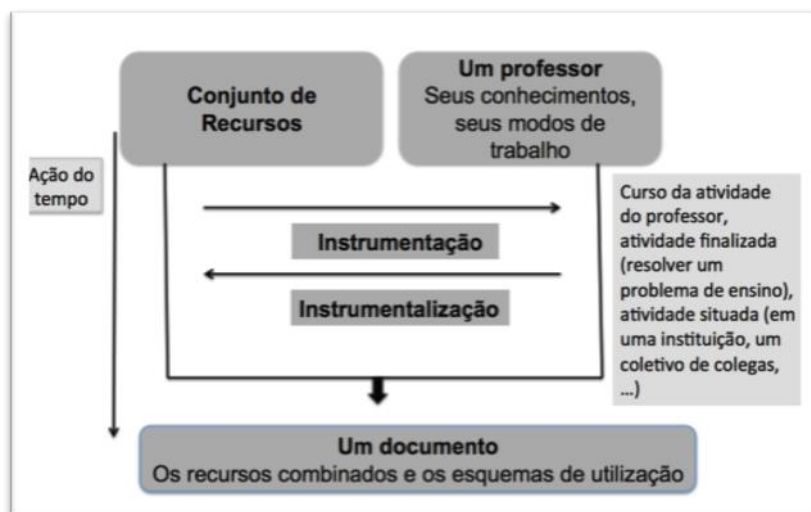 Conjunto de
Recursos
Um professor
Seus conhecimentos,
seus modos de
trabalho
Ação do
tempo
Instrumentação
Instrumentalização
Curso da atividade
do professor,
atividade finalizada
(resolver um
problema de ensino),
atividade situada (em
uma instituição, um
coletivo de colegas,
...)
Um documento
Os recursos combinados e os esquemas de utilização